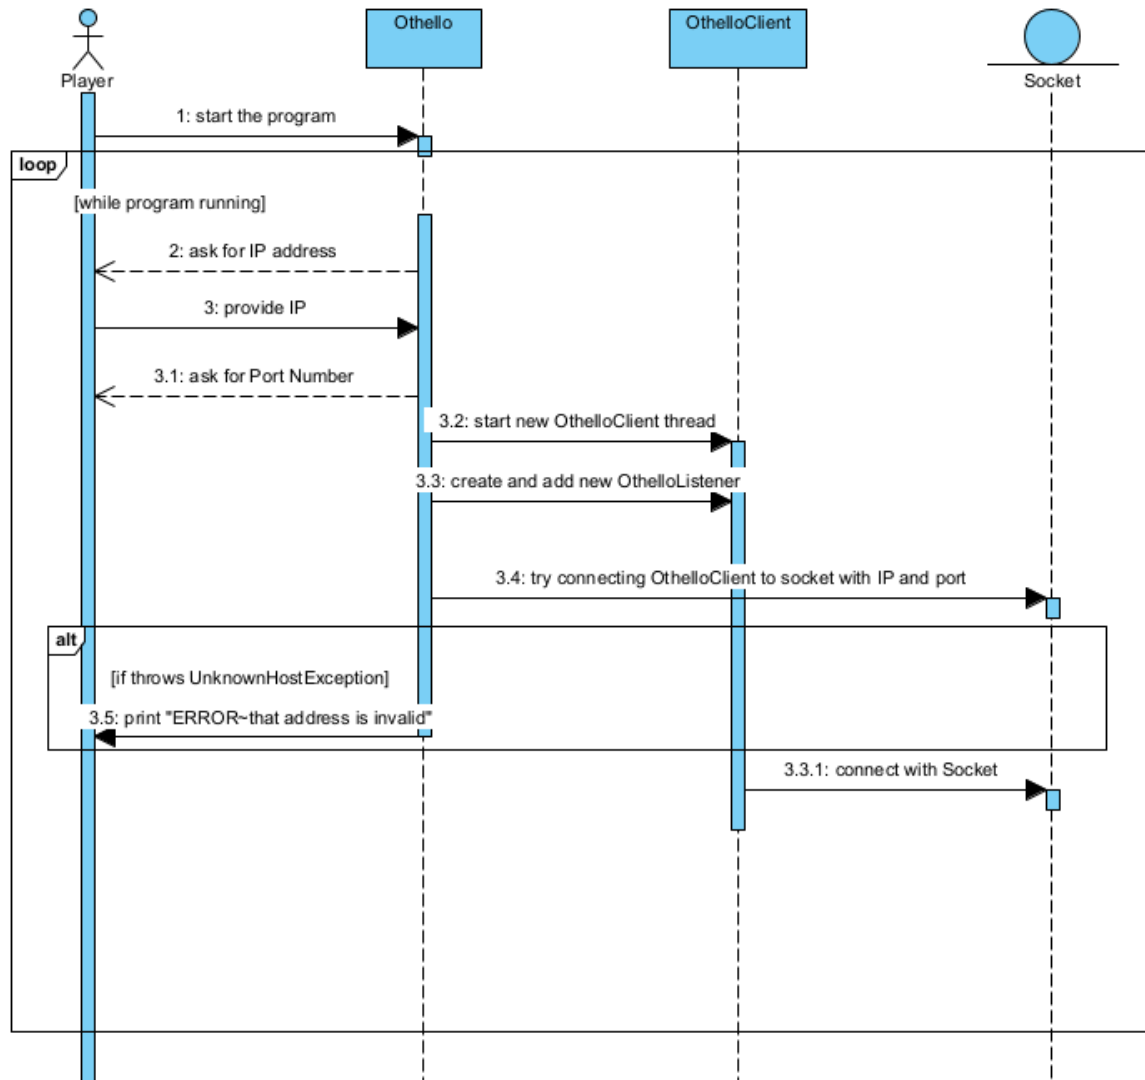 Othello
OthelloClient
Player
Socket
1: start the program
loop
[while program running]
2: ask for IP address
3: provide IP
3.1: ask for Port Number
3.2: start new OthelloClient thread
3.3: create and add new OthelloListener
3.4: try connecting OthelloClient to socket with IP and port
alt
[if throws UnknownHostException]
3.5: print "ERROR~that address is invalid"
3.3.1: connect with Socket